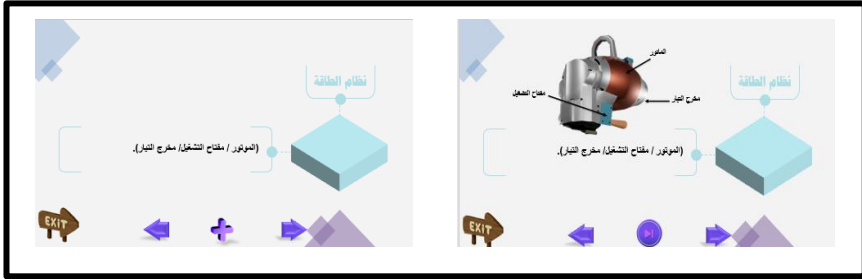 نظام الطاقة
(الموتور / مفتاح التشغيل/ مخرج التيار).
EXIT
الماتور
نظام الطاقة
مفتاح التشغيل
مخرج التيار
(الموتور / مفتاح التشغيل/ مخرج التيار).
EXIT